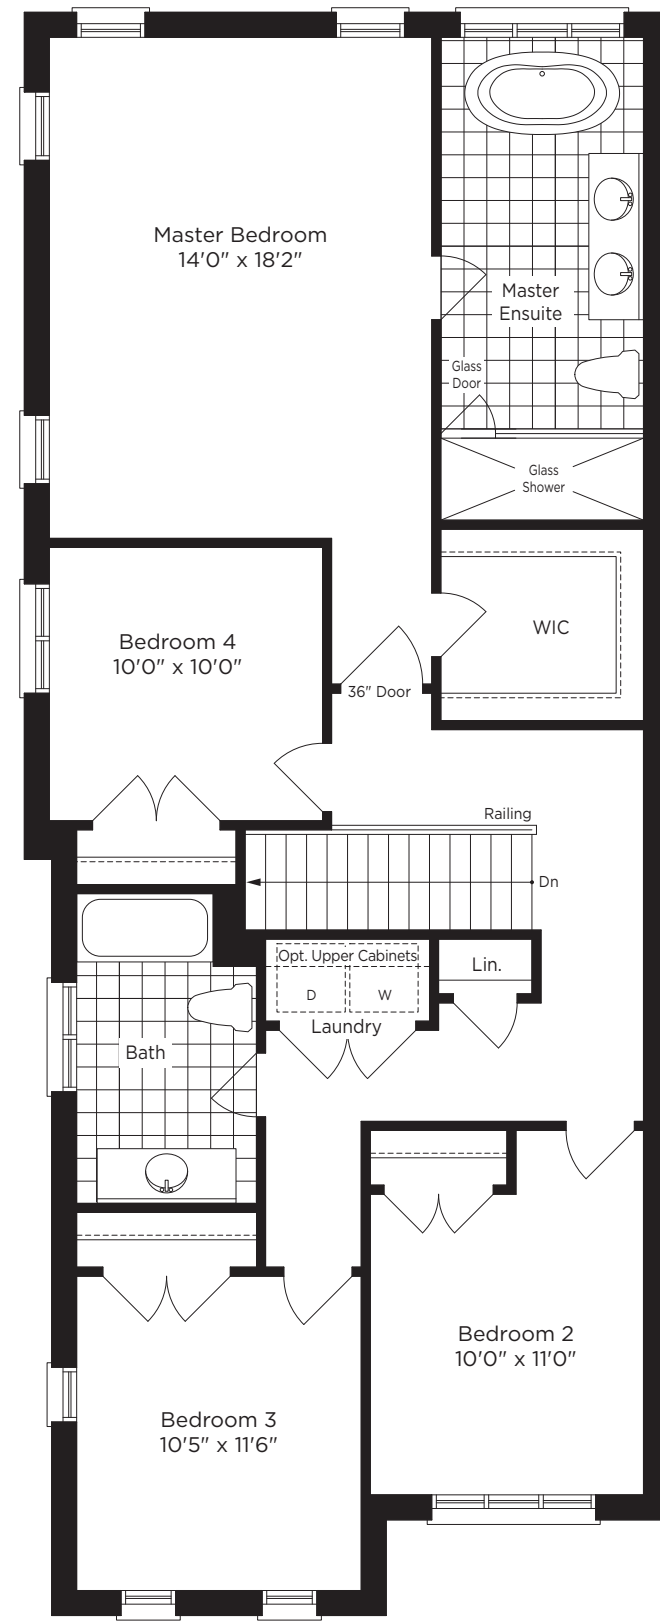 Master Bedroom
14'0" x 18'2"
Master
Ensuite
Glass
Door
Glass
Shower
WIC
Bedroom 4
10'0" x 10'0"
36" Door
Railing
Dn
Opt. Upper Cabinets
D
W
Laundry
Lin.
Bath
Bedroom 2
10'0" x 11'0"
Bedroom 3
10'5" x 11'6"